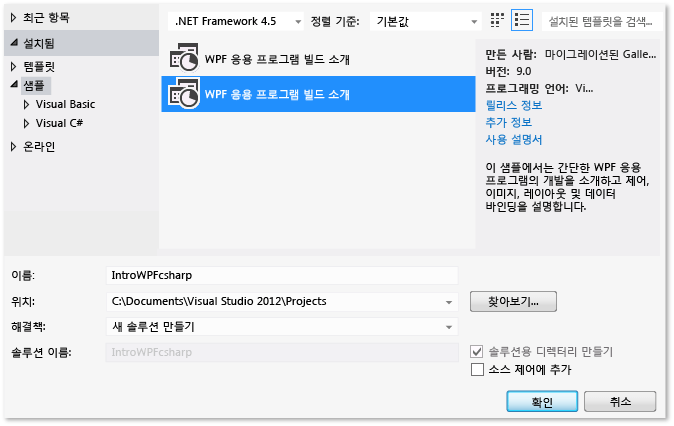 최근 항목
설치됨
템플릿
샘플
Visual Basic
Visual C#
온라인
.NET Framework 4.5
정렬 기준:
기본값
설치된 템플릿을 검색...
WPF 응용 프로그램 빌드 소개
WPF 응용 프로그램 빌드 소개
만든 사람: 마이그레이션된 Galle...
버전: 9.0
프로그래밍 언어: Vi...
릴리스 정보
추가 정보
사용 설명서
이 샘플에서는 간단한 WPF 응용
프로그램의 개발을 소개하고 제어,
이미지, 레이아웃 및 데이터
바인딩을 설명합니다.
이름:
IntroWPFcsharp
위치:
C:\Documents\Visual Studio 2012\Projects
찾아보기...
해결책:
새 솔루션 만들기
솔루션 이름:
IntroWPFcsharp
솔루션용 디렉터리 만들기
소스 제어에 추가
확인
취소